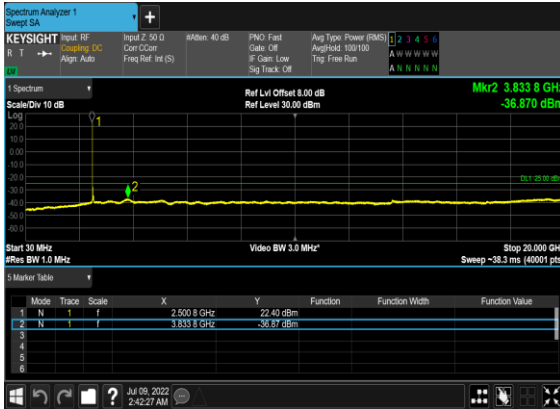 Spectrum Analyzer 1
Swept SA
+
KEYSIGHT
R T
LV
Input: RF
Coupling: DC
Align: Auto
Input Z: 50 Ω
Corr CCorr
Freq Ref: Int (S)
#Atten: 40 dB
PNO: Fast
Gate: Off
IF Gain: Low
Sig Track: Off
Avg Type: Power (RMS)
Avg|Hold: 100/100
Trig: Free Run
1 2 3 4 5 6
A W W W W W
A N N N N N
1 Spectrum
Scale/Div 10 dB
Ref Lvl Offset 8.00 dB
Ref Level 30.00 dBm
Mkr2 3.833 8 GHz
-36.870 dBm
Log
1
20.0
10.0
0.00
-10.0
-20.0
DL1 -25.00 dBm
-30.0
2
-40.0
-50.0
-60.0
Start 30 MHz
#Res BW 1.0 MHz
Video BW 3.0 MHz*
Stop 20.000 GH
Sweep ~38.3 ms (40001 pts
5 Marker Table
Mode Trace Scale X Y Function Function Width Function Value
1 N 1 f 2.500 8 GHz 22.40 dBm
2 N 1 f 3.833 8 GHz -36.87 dBm
3
4
5
6
?
Jul 09, 2022
2:42:27 AM